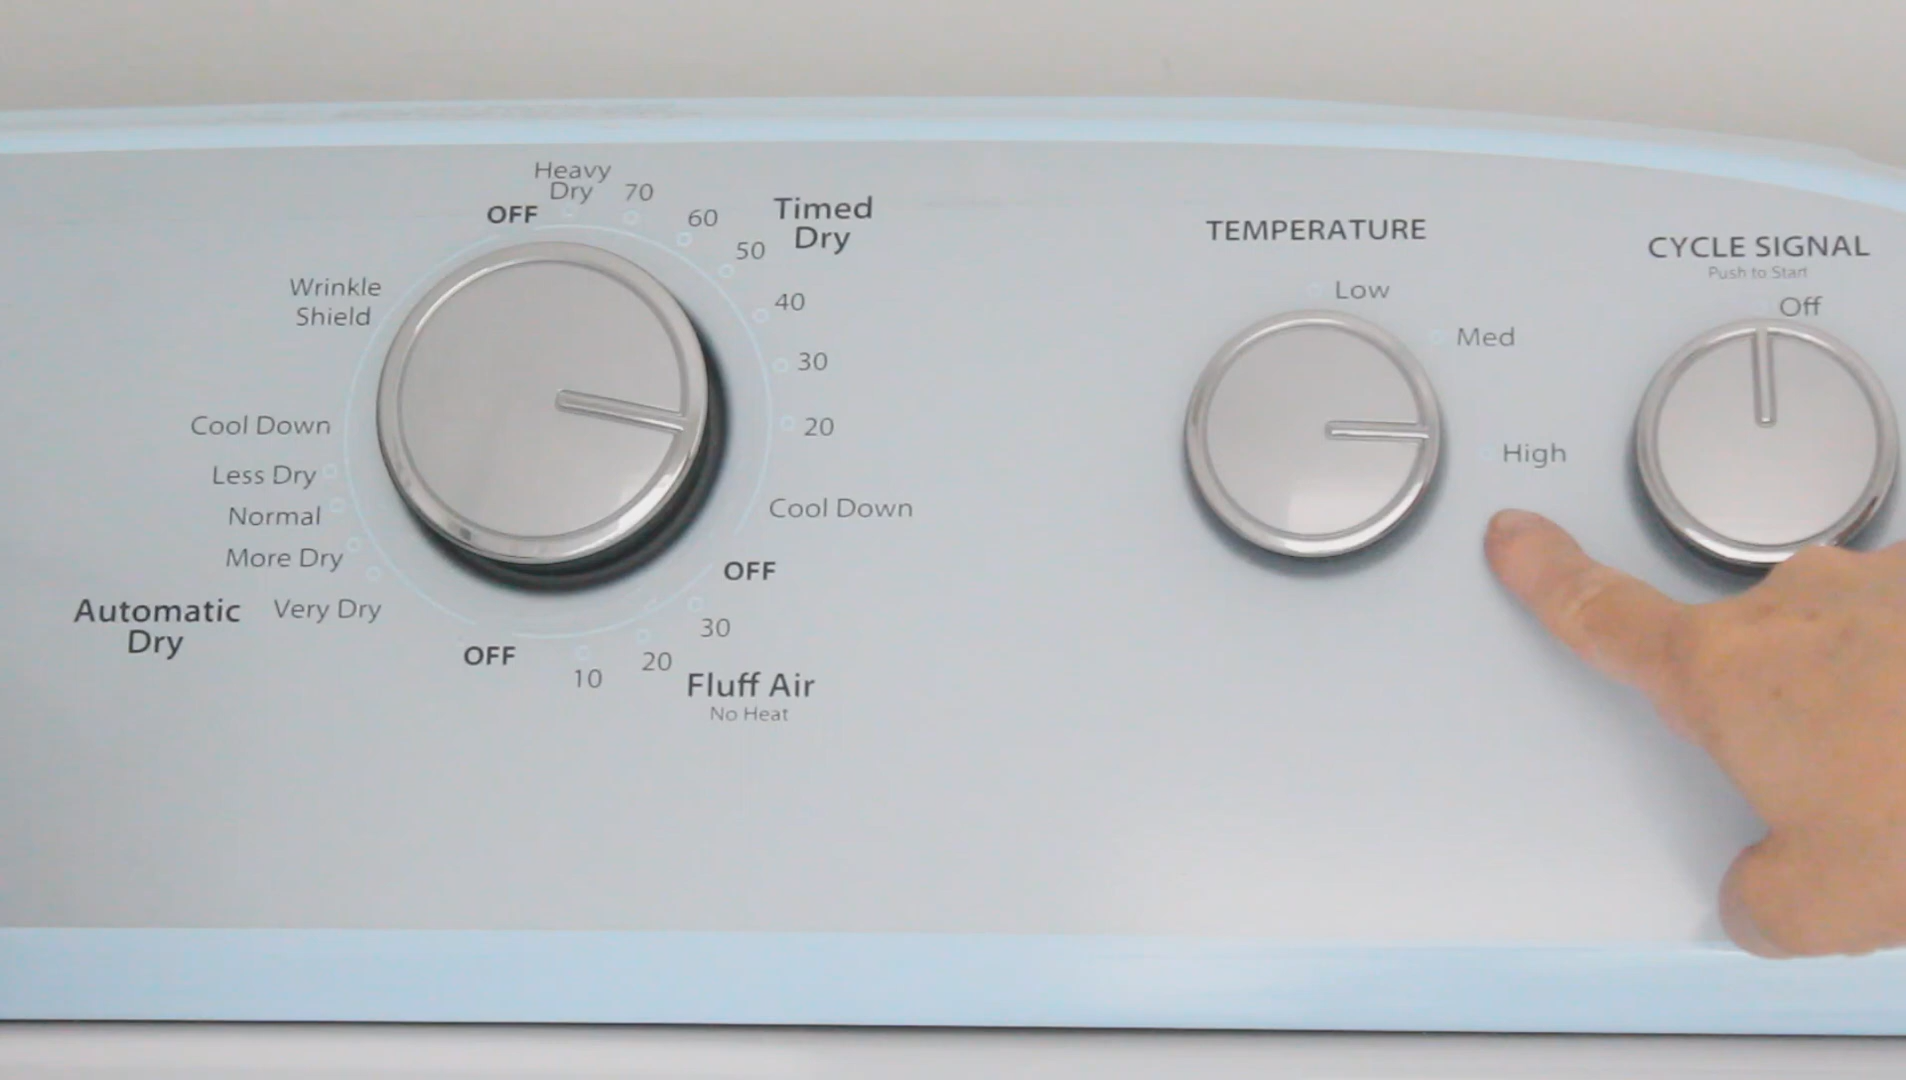 Heavy
Dry
OFF
70
60
50
40
30
20
Timed
Dry
Cool Down
OFF
30
20
10
Fluff Air
No Heat
OFF
Wrinkle
Shield
Cool Down
Less Dry
Normal
More Dry
Very Dry
Automatic
Dry
TEMPERATURE
Low
Med
High
CYCLE SIGNAL
Push to Start
Off